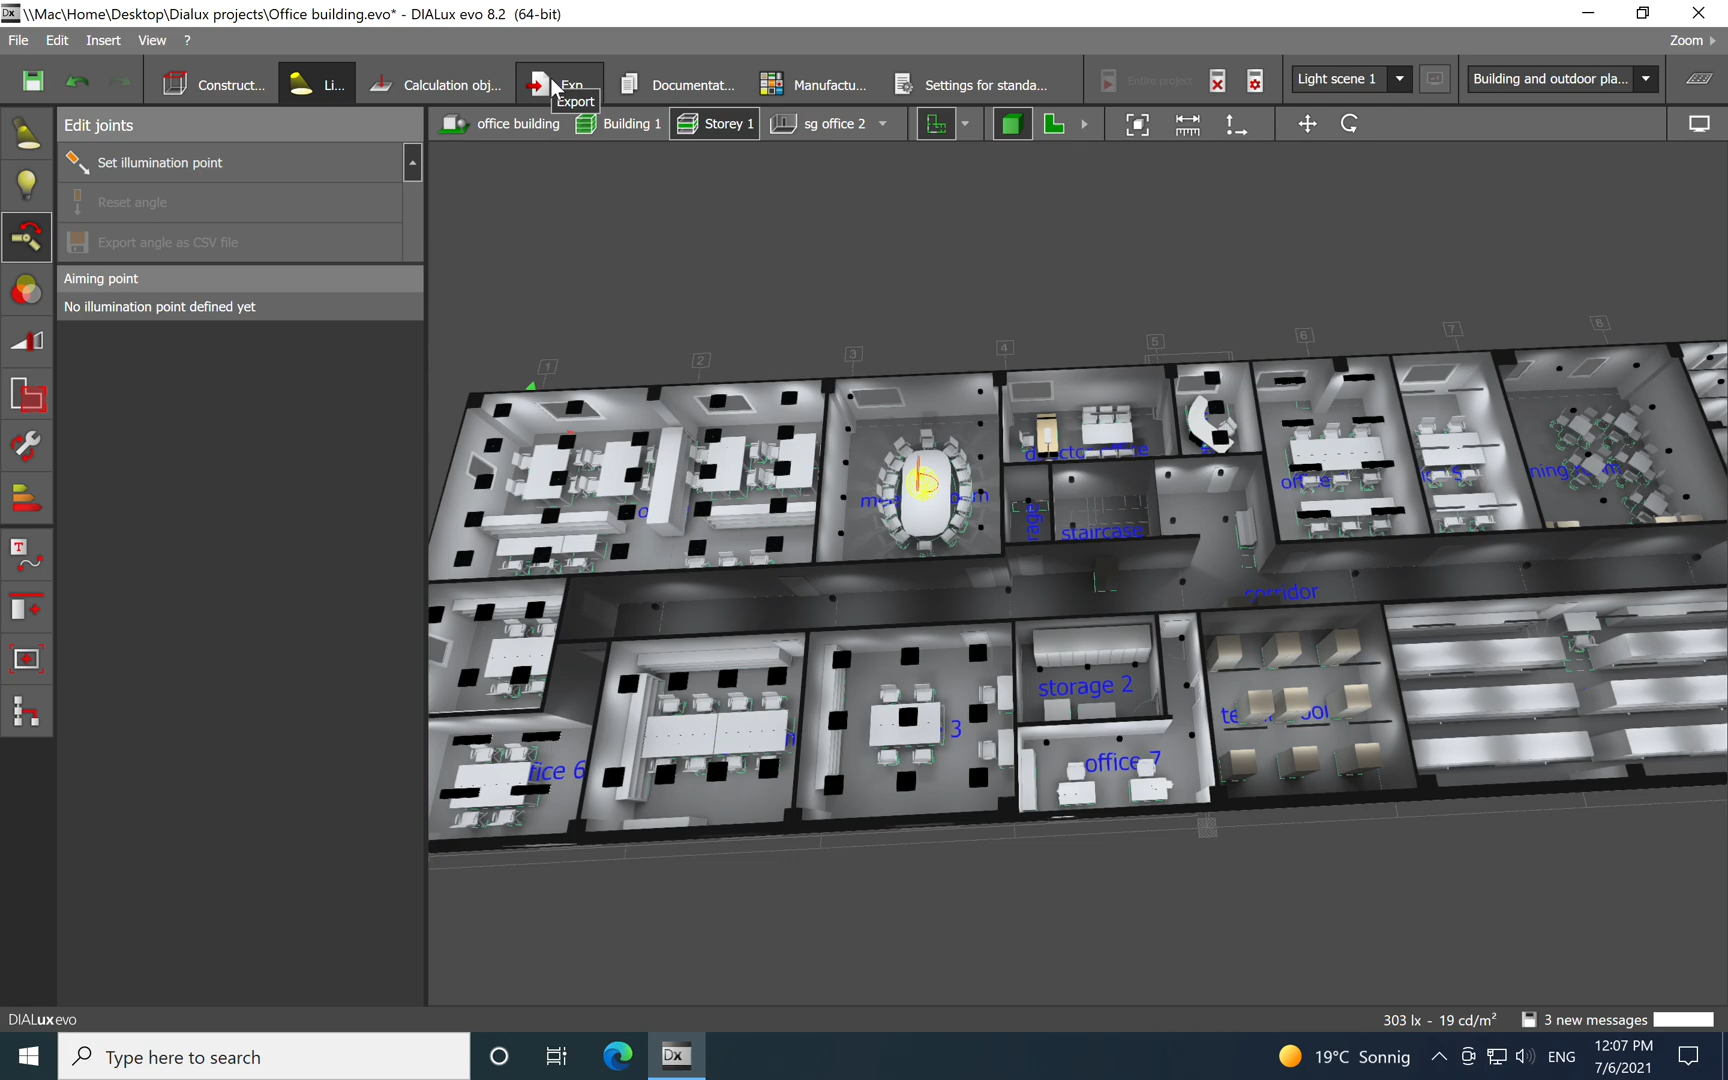 Dx \\Mac\Home\Desktop\Dialux projects\Office building.evo* - DIALux evo 8.2 (64-bit)
File Edit Insert View ? Zoom
Construct... Li... Calculation obj... Exp Documentat... Manufactu... Settings for standa... Entire project Light scene 1 Building and outdoor pla...
Export
Edit joints
office building Building 1 Storey 1 sg office 2
Set illumination point
Reset angle
Export angle as CSV file
Aiming point
No illumination point defined yet
1 2 3 4 5 6 7 8
staircase
corridor
storage 2
3
office 7
fice 6
DIALux evo
303 lx - 19 cd/m²
3 new messages
Type here to search
Dx
19°C Sonnig
ENG
12:07 PM
7/6/2021